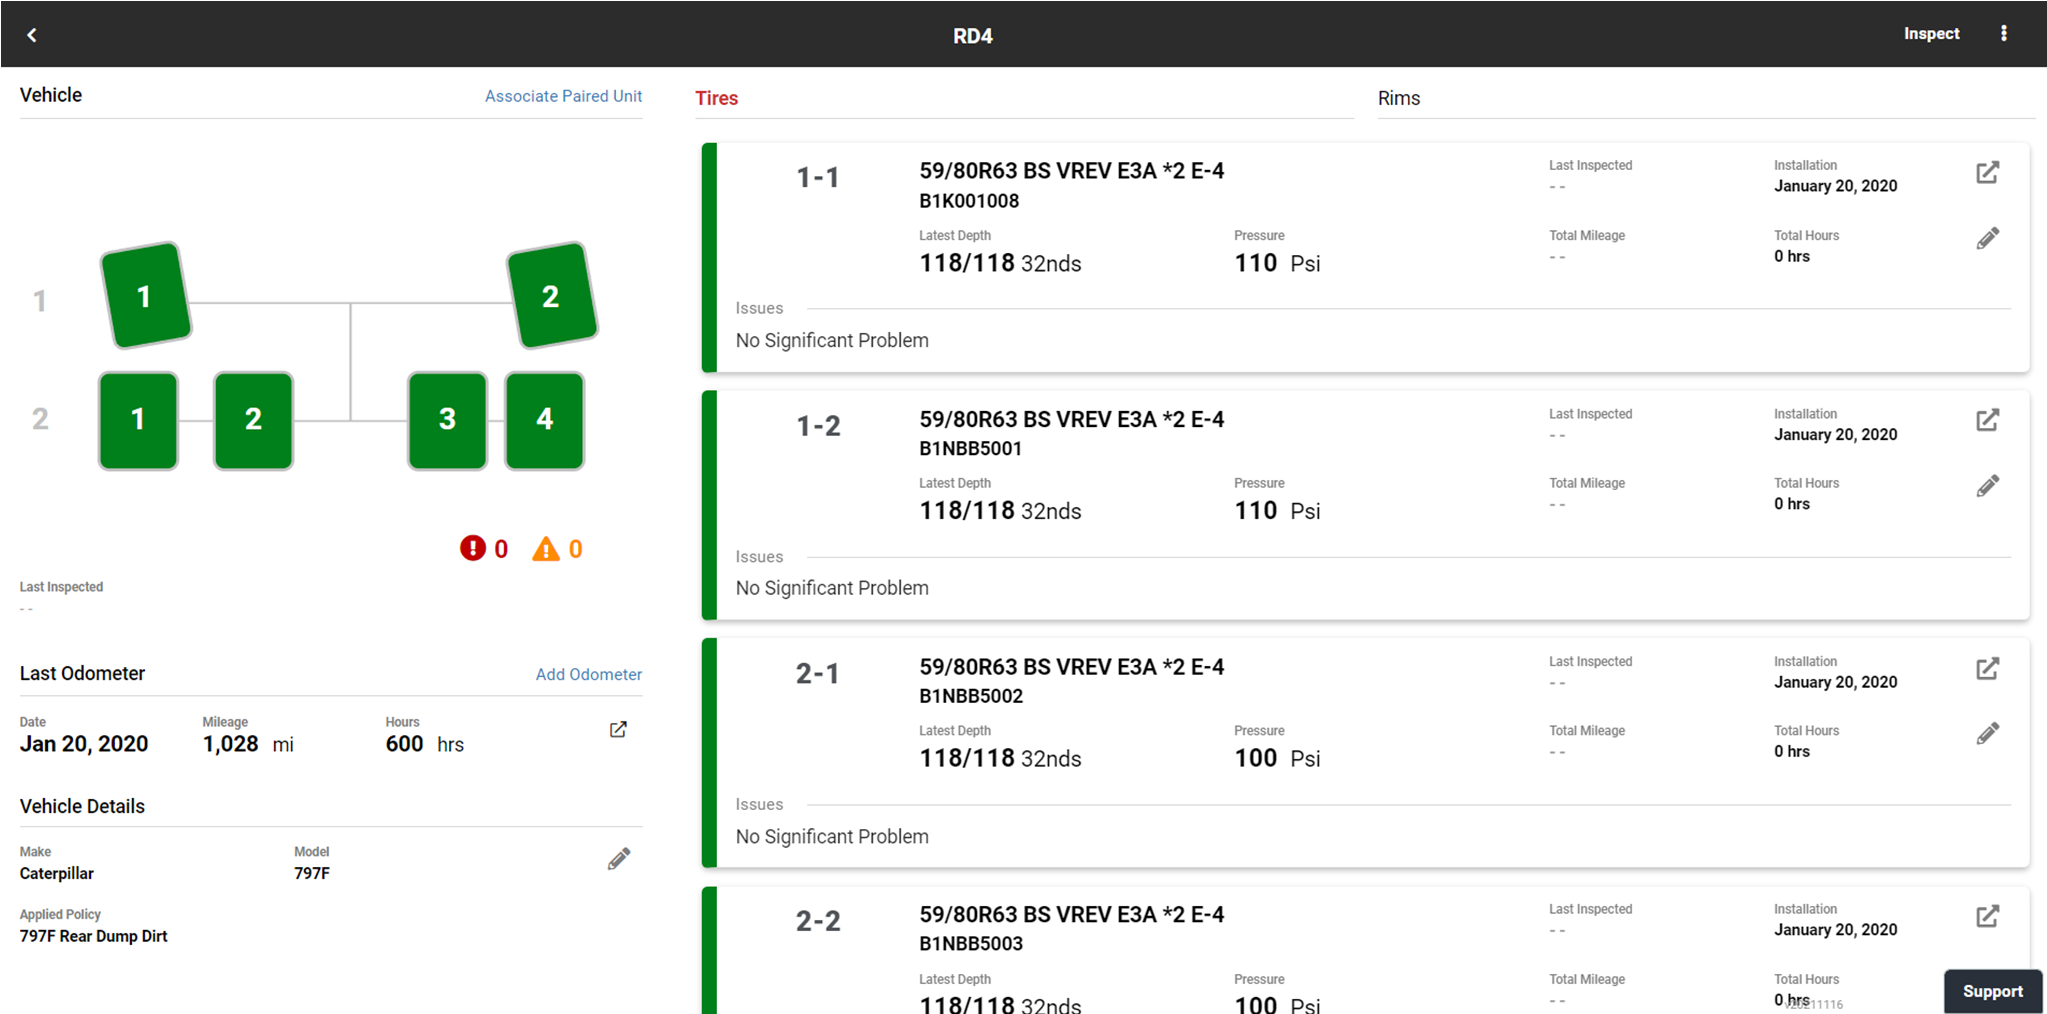 RD4
Inspect
Vehicle
Associate Paired Unit
1
1
2
2
1
2
3
4
0
0
Last Inspected
- -
Last Odometer
Add Odometer
Date
Mileage
Hours
Jan 20, 2020
1,028 mi
600 hrs
Vehicle Details
Make
Model
Caterpillar
797F
Applied Policy
797F Rear Dump Dirt
Tires
Rims
1-1
59/80R63 BS VREV E3A *2 E-4
B1K001008
Last Inspected
- -
Installation
January 20, 2020
Latest Depth
118/118 32nds
Pressure
110 Psi
Total Mileage
- -
Total Hours
0 hrs
Issues
No Significant Problem
1-2
59/80R63 BS VREV E3A *2 E-4
B1NBB5001
Last Inspected
- -
Installation
January 20, 2020
Latest Depth
118/118 32nds
Pressure
110 Psi
Total Mileage
- -
Total Hours
0 hrs
Issues
No Significant Problem
2-1
59/80R63 BS VREV E3A *2 E-4
B1NBB5002
Last Inspected
- -
Installation
January 20, 2020
Latest Depth
118/118 32nds
Pressure
100 Psi
Total Mileage
- -
Total Hours
0 hrs
Issues
No Significant Problem
2-2
59/80R63 BS VREV E3A *2 E-4
B1NBB5003
Last Inspected
- -
Installation
January 20, 2020
Latest Depth
118/118 32nds
Pressure
100 Psi
Total Mileage
- -
Total Hours
0 hrs
Support